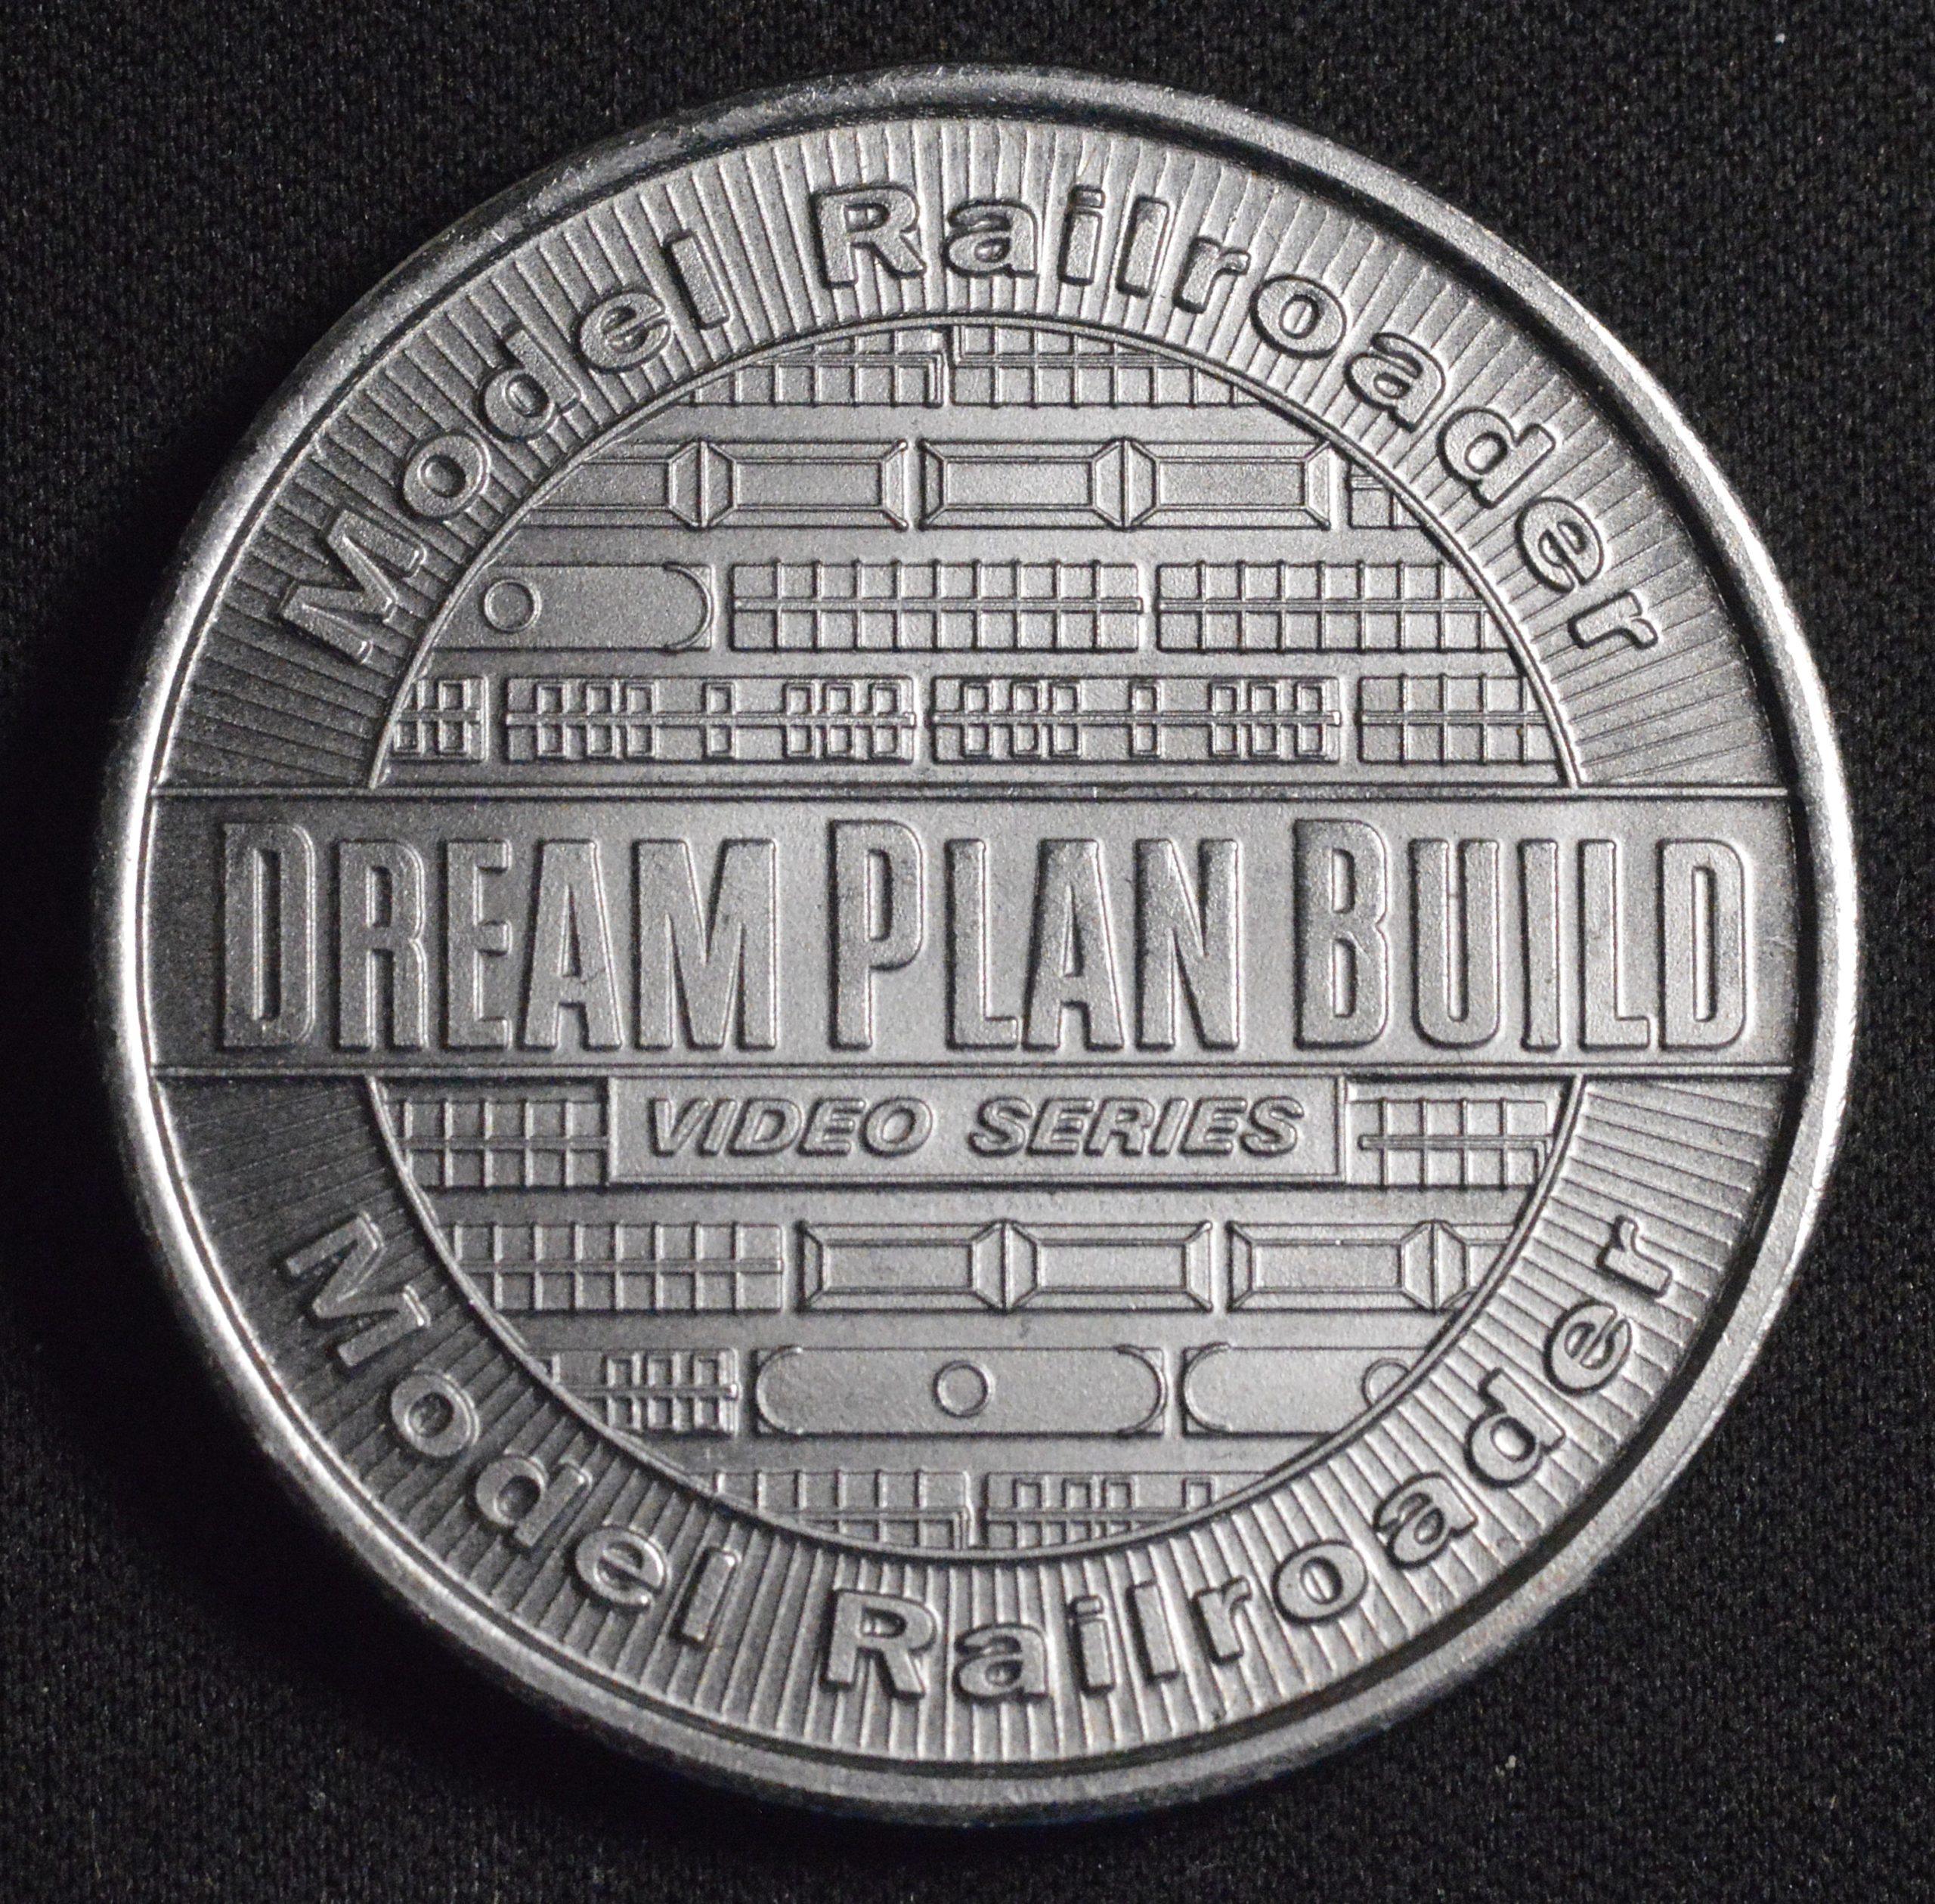 Model Railroader
DREAM PLAN BUILD
VIDEO SERIES
Model Railroader